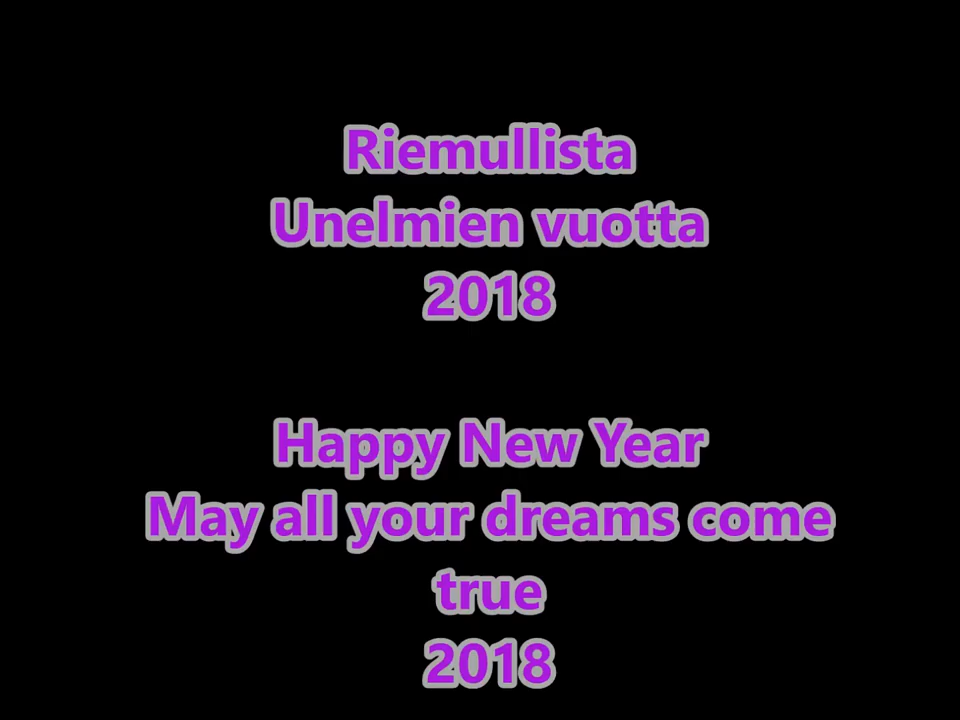 Riemullista
Unelmien vuotta
2018
Happy New Year
May all your dreams come
true
2018